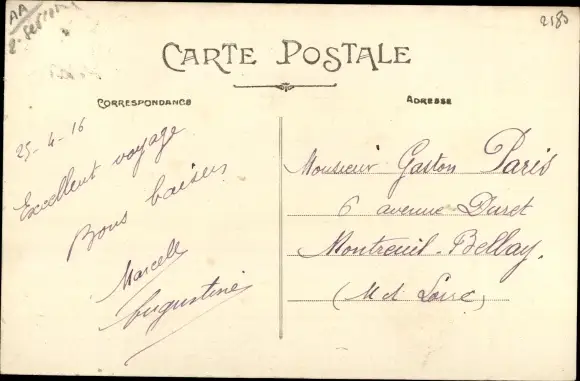 AA
2185
CARTE POSTALE
CORRESPONDANCE
ADRESSE
25-4-16
Excellent voyage
Bons baisers
Marcelle
Augustine
Monsieur Gaston Paris
6 avenue Duret
Montreuil-Bellay.
(M et Loire)